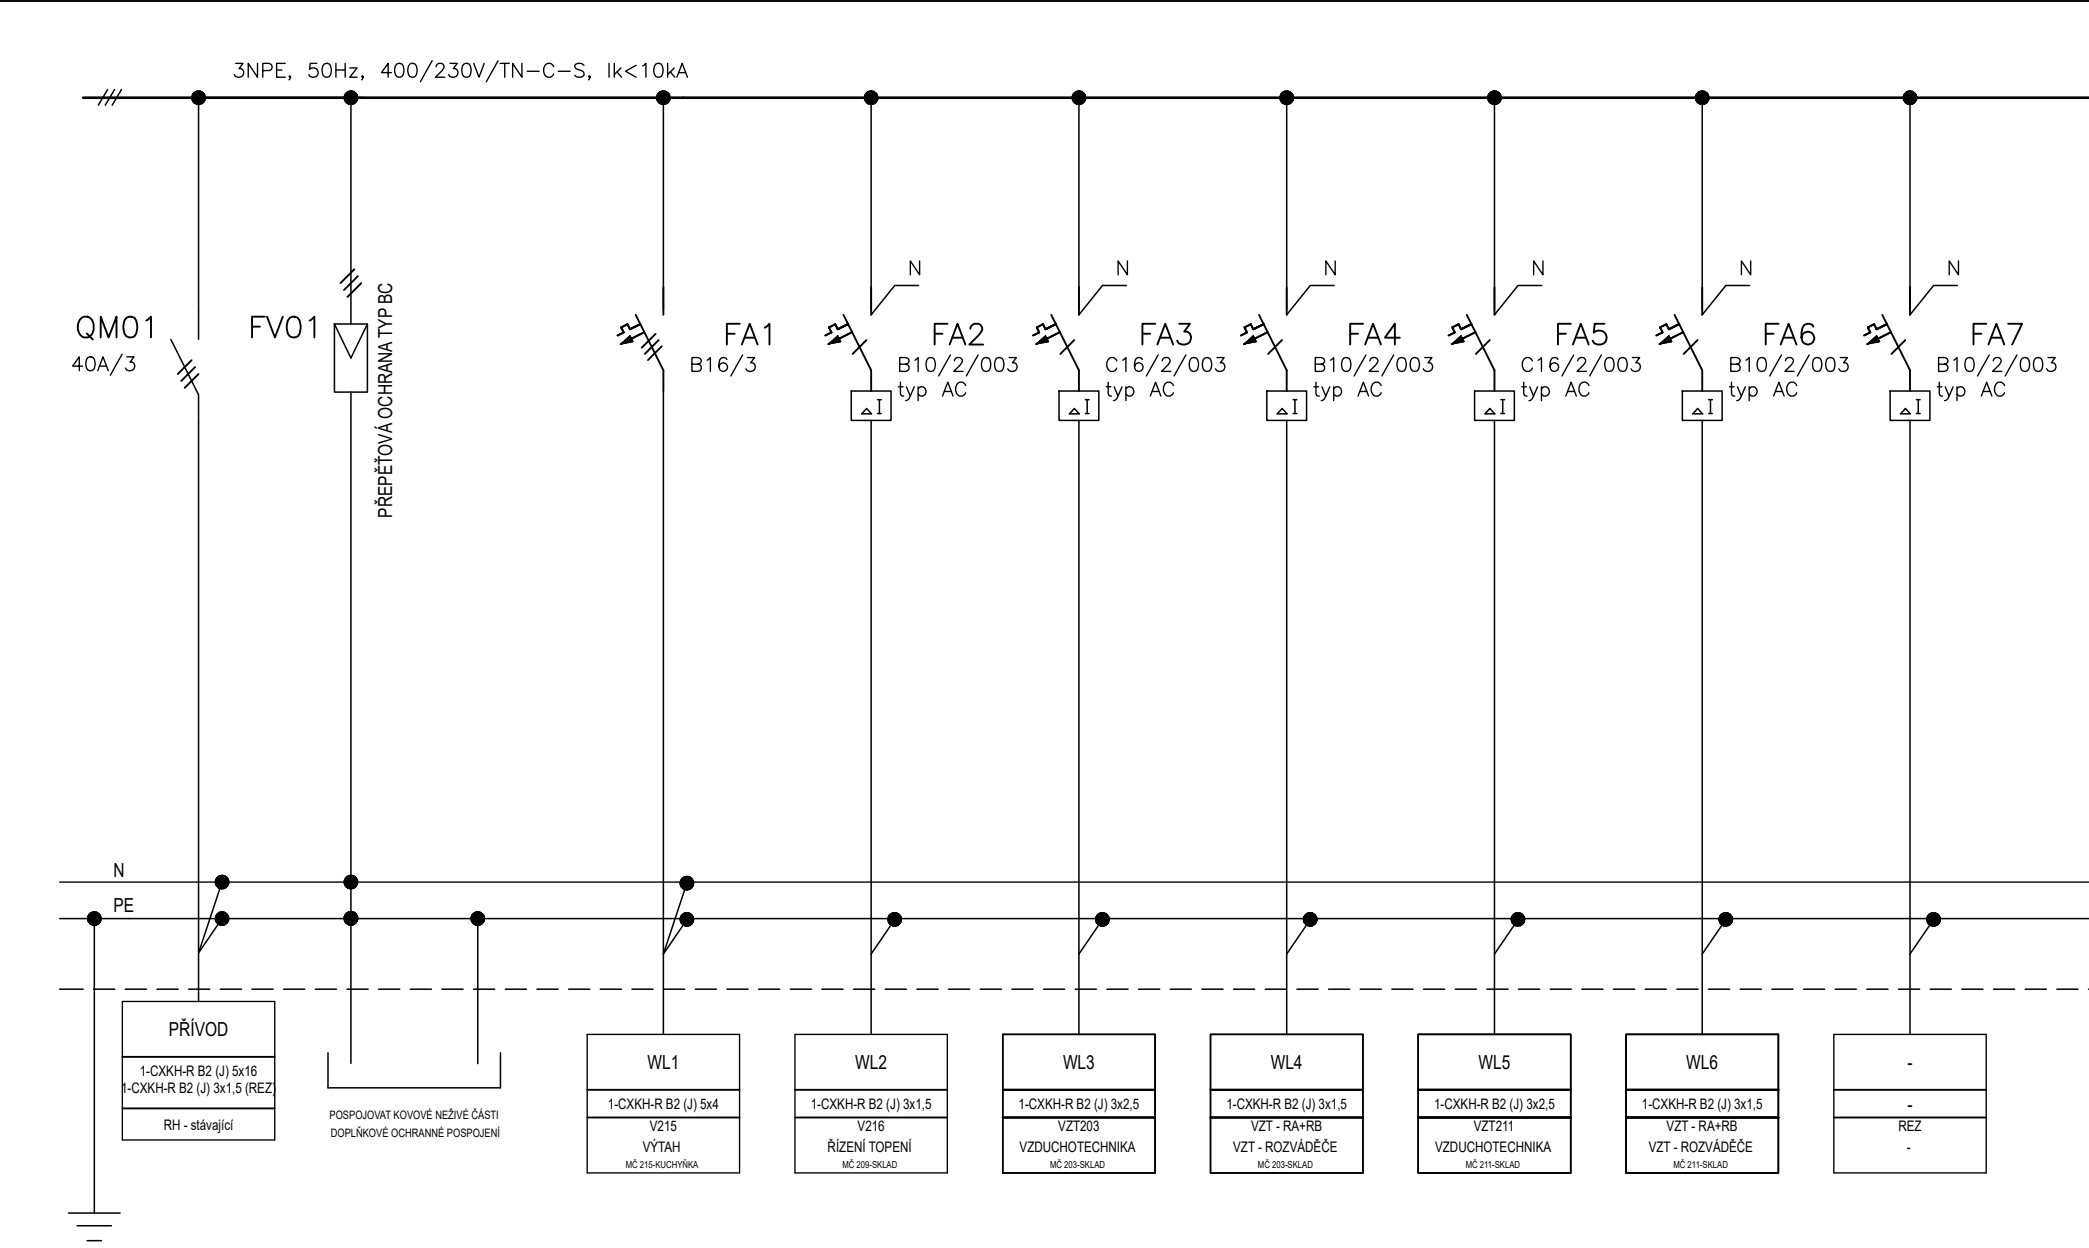 3NPE, 50Hz, 400/230V/TN-C-S, Ik<10kA
QM01
40A/3
FV01
PŘEPĚŤOVÁ OCHRANA TYP BC
FA1
B16/3
N
FA2
B10/2/003
typ AC
△I
N
FA3
C16/2/003
typ AC
△I
N
FA4
B10/2/003
typ AC
△I
N
FA5
C16/2/003
typ AC
△I
N
FA6
B10/2/003
typ AC
△I
N
FA7
B10/2/003
typ AC
△I
N
PE
PŘÍVOD
1-CXKH-R B2 (J) 5x16
1-CXKH-R B2 (J) 3x1,5 (REZ)
RH - stávající
POSPOJOVAT KOVOVÉ NEŽIVÉ ČÁSTI
DOPLŇKOVÉ OCHRANNÉ POSPOJENÍ
WL1
1-CXKH-R B2 (J) 5x4
V215
VÝTAH
MČ 215-KUCHYŇKA
WL2
1-CXKH-R B2 (J) 3x1,5
V216
ŘÍZENÍ TOPENÍ
MČ 209-SKLAD
WL3
1-CXKH-R B2 (J) 3x2,5
VZT203
VZDUCHOTECHNIKA
MČ 203-SKLAD
WL4
1-CXKH-R B2 (J) 3x1,5
VZT - RA+RB
VZT - ROZVÁDĚČE
MČ 203-SKLAD
WL5
1-CXKH-R B2 (J) 3x2,5
VZT211
VZDUCHOTECHNIKA
MČ 211-SKLAD
WL6
1-CXKH-R B2 (J) 3x1,5
VZT - RA+RB
VZT - ROZVÁDĚČE
MČ 211-SKLAD
-
-
REZ
-